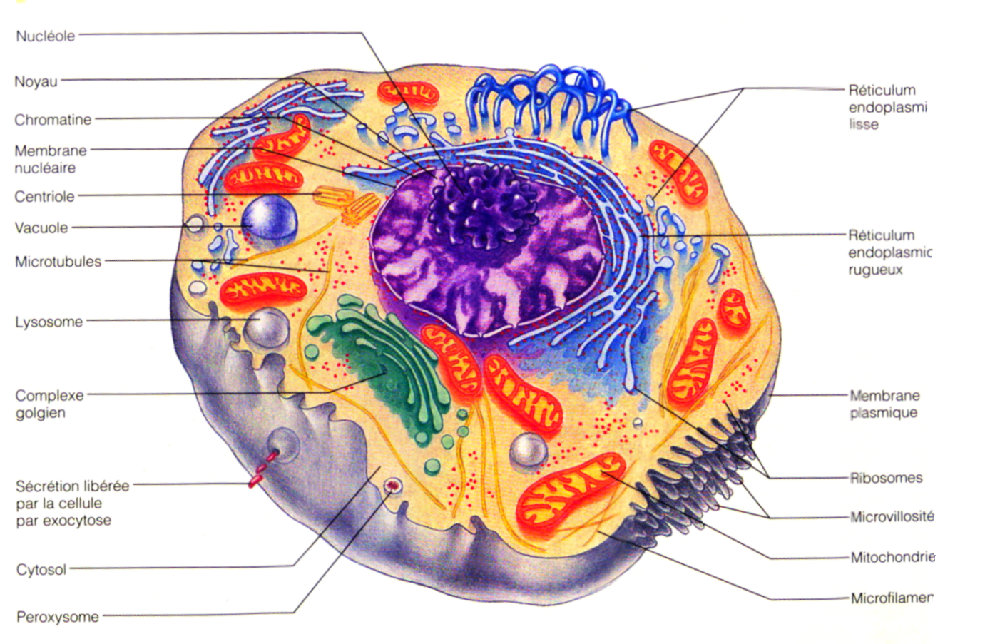 Nucléole
Noyau
Chromatine
Membrane
nucléaire
Centriole
Vacuole
Microtubules
Lysosome
Complexe
golgien
Sécrétion libérée
par la cellule
par exocytose
Cytosol
Peroxysome
Réticulum
endoplasmi
lisse
Réticulum
endoplasmic
rugueux
Membrane
plasmique
Ribosomes
Microvillosité
Mitochondrie
Microfilamen